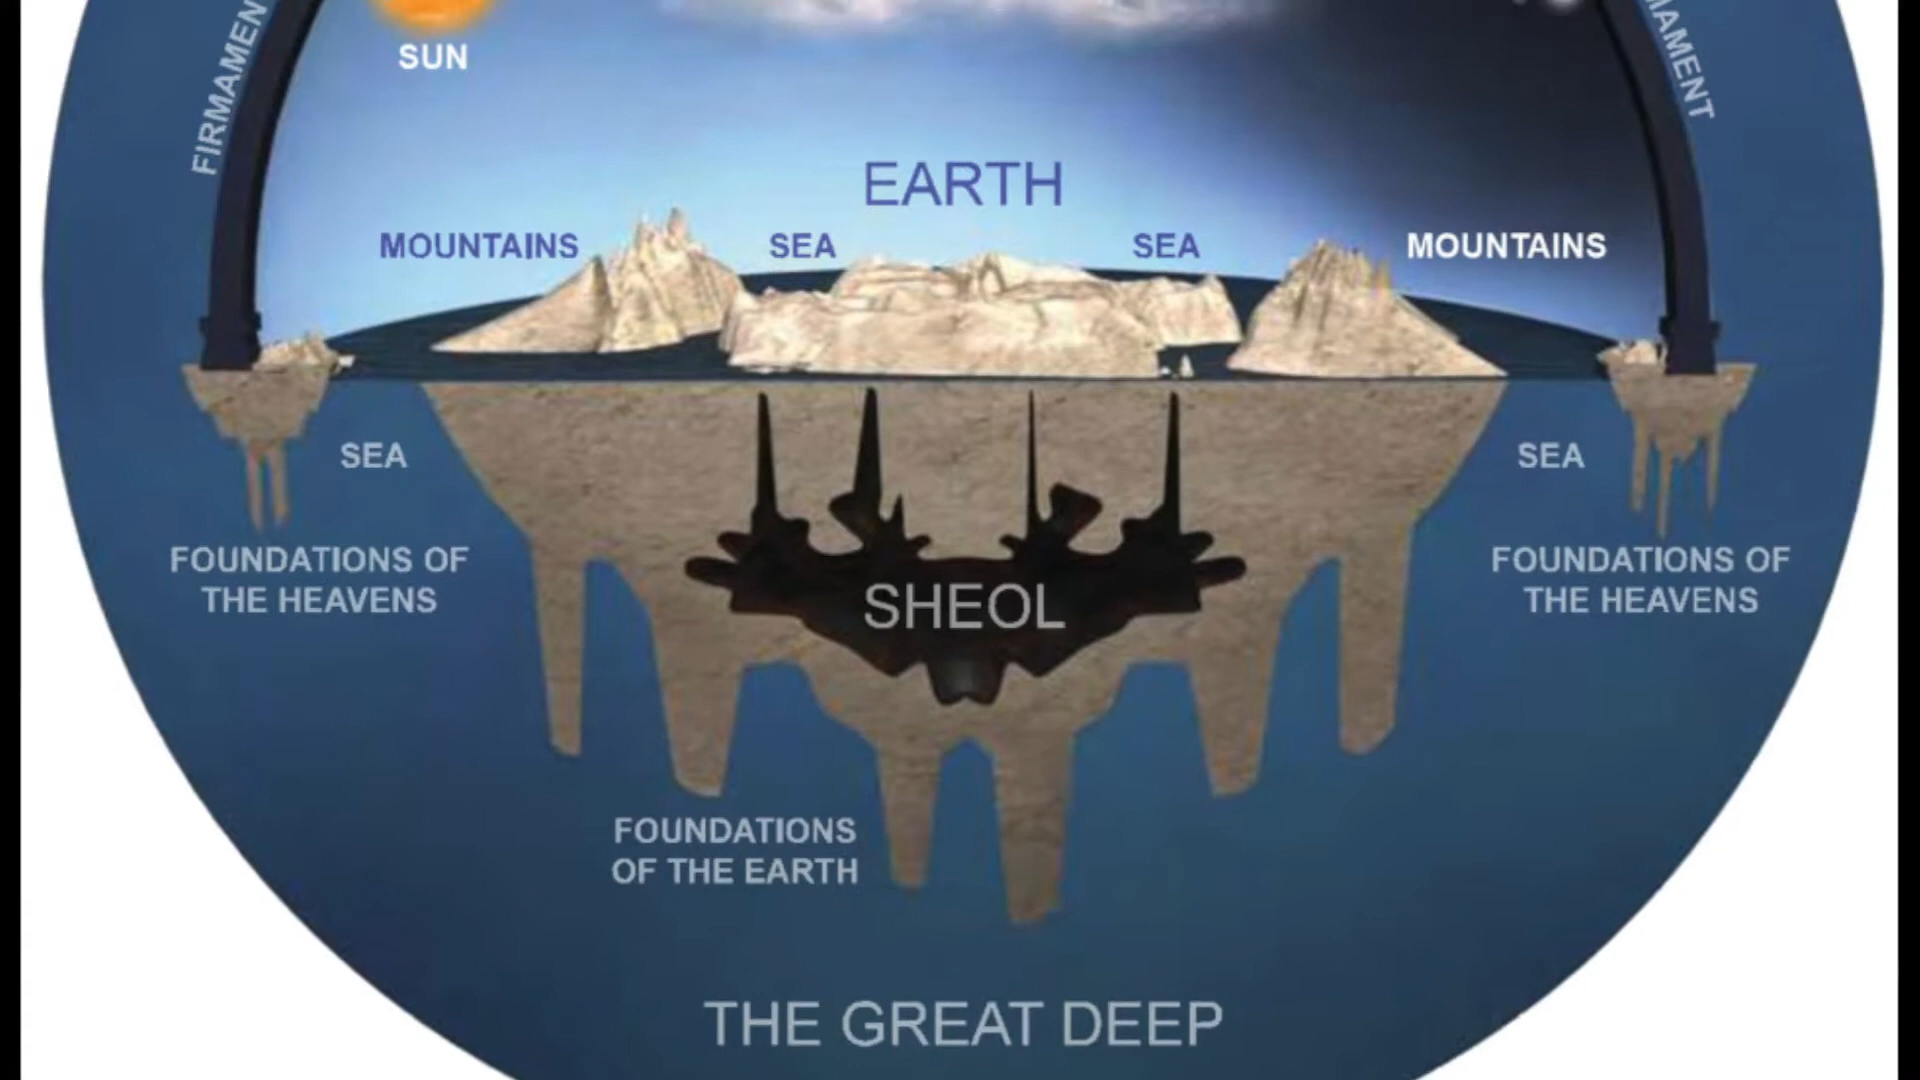 SUN
FIRMAMEN
MAMENT
EARTH
MOUNTAINS
SEA
SEA
MOUNTAINS
SEA
SEA
FOUNDATIONS OF
THE HEAVENS
FOUNDATIONS OF
THE HEAVENS
SHEOL
FOUNDATIONS
OF THE EARTH
THE GREAT DEEP